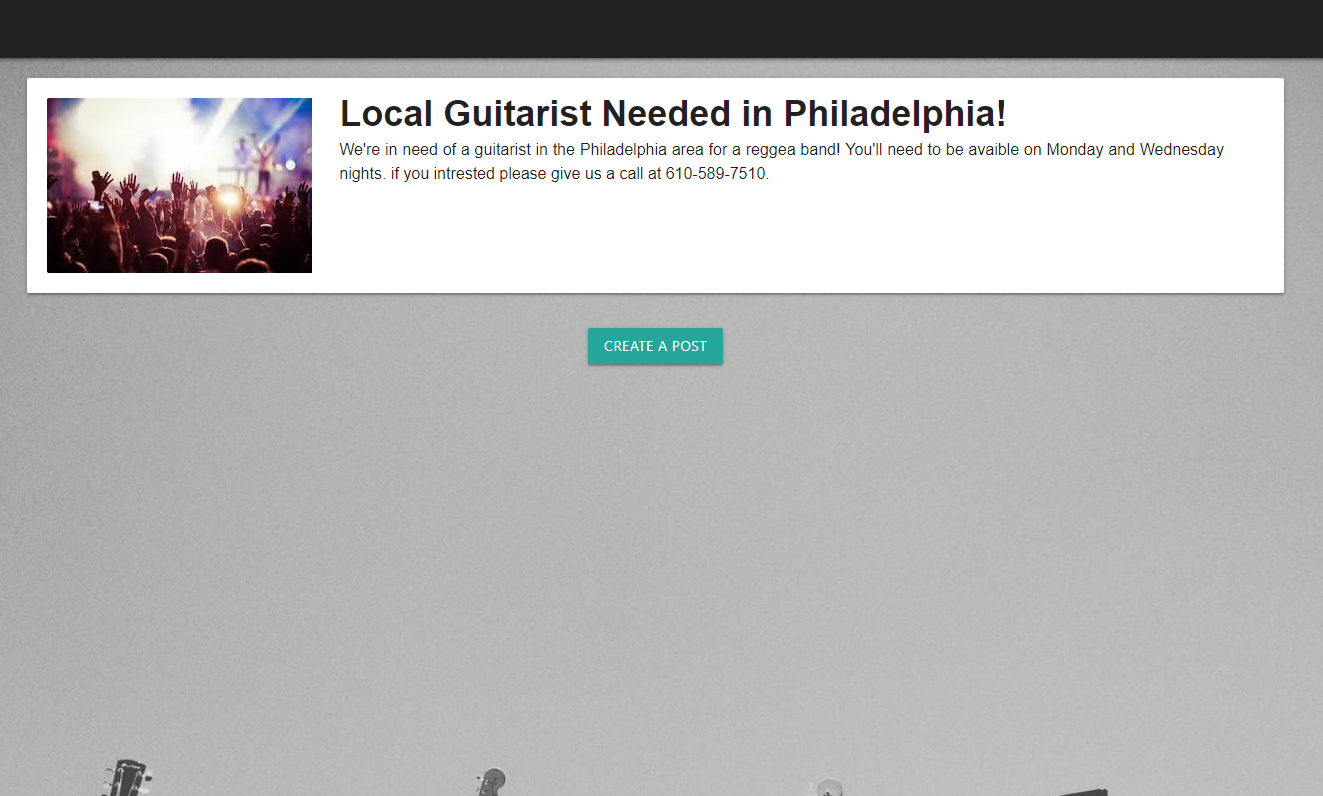 Local Guitarist Needed in Philadelphia!
We're in need of a guitarist in the Philadelphia area for a reggea band! You'll need to be avaible on Monday and Wednesday
nights. if you intrested please give us a call at 610-589-7510.
CREATE A POST